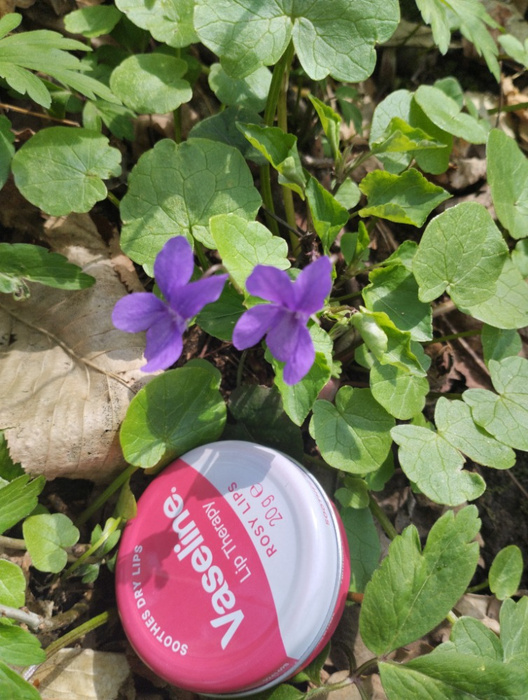 SOOTHES DRY LIPS
Vaseline.
Lip Therapy
ROSY LIPS
20 g ℮